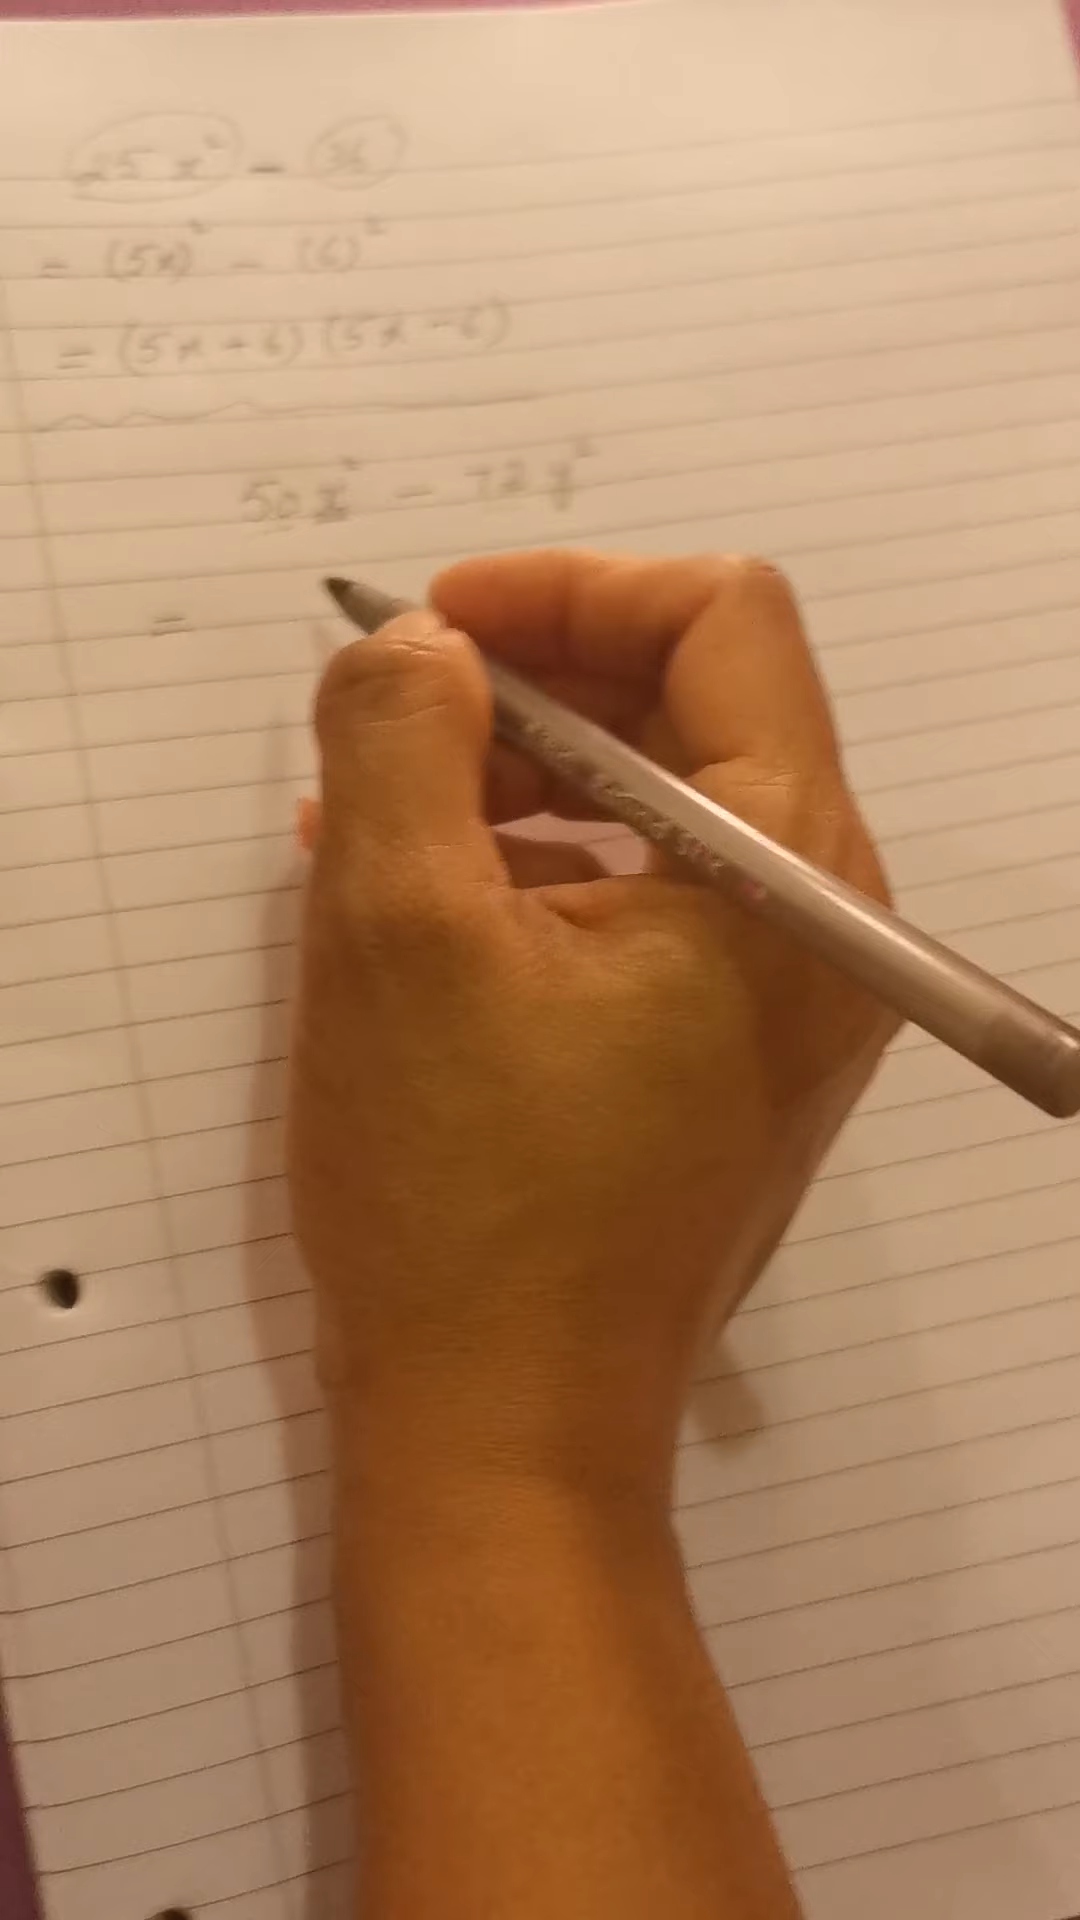 25x² - 36
= (5x)² - (6)²
= (5x + 6) (5x - 6)
50x² - 72y²
=